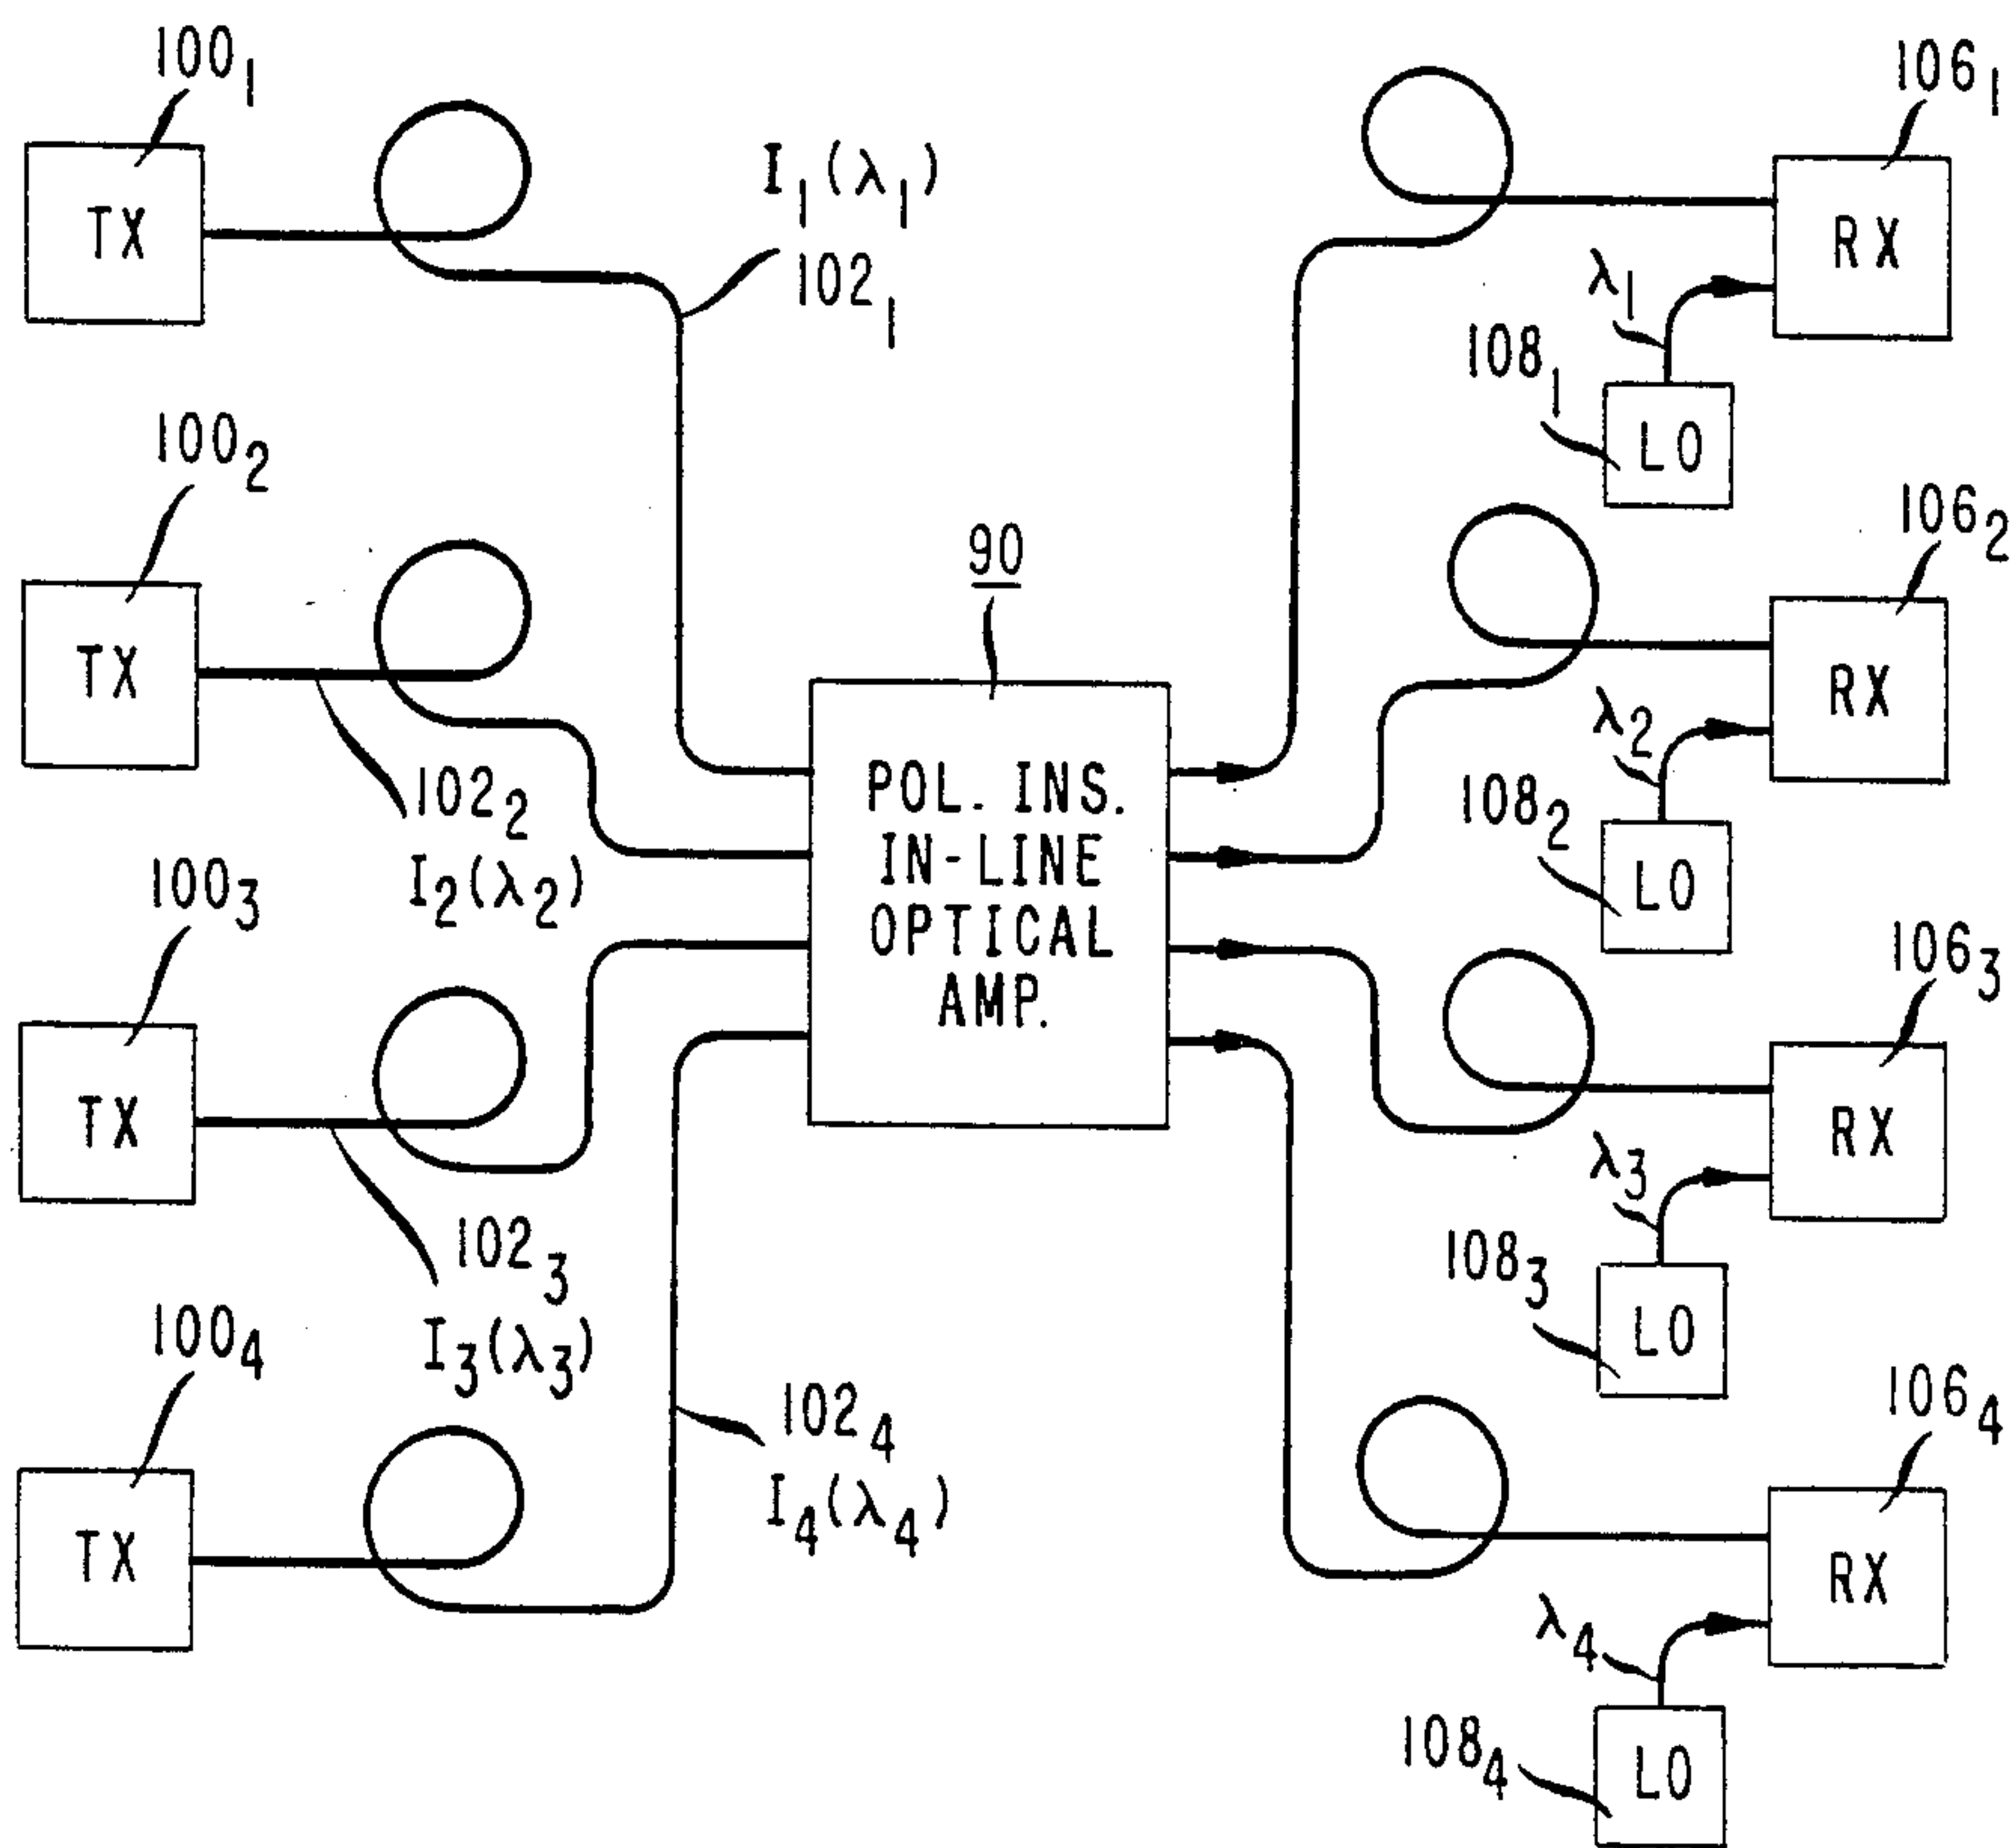 100₁
TX
I₁(λ₁)
102₁
106₁
RX
λ₁
108₁
LO
100₂
TX
102₂
I₂(λ₂)
90
POL. INS.
IN-LINE
OPTICAL
AMP.
106₂
RX
λ₂
108₂
LO
100₃
TX
102₃
I₃(λ₃)
106₃
RX
λ₃
108₃
LO
100₄
TX
102₄
I₄(λ₄)
106₄
RX
λ₄
108₄
LO